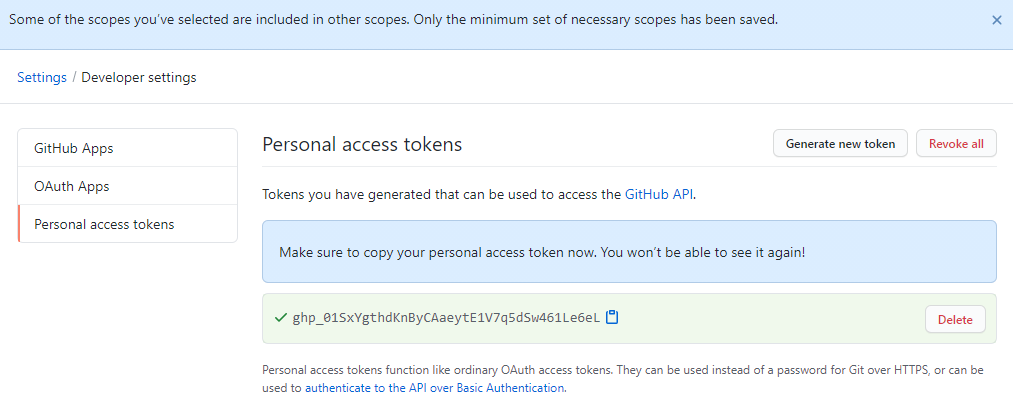 Some of the scopes you've selected are included in other scopes. Only the minimum set of necessary scopes has been saved.
Settings / Developer settings
GitHub Apps
OAuth Apps
Personal access tokens
Personal access tokens
Generate new token
Revoke all
Tokens you have generated that can be used to access the GitHub API.
Make sure to copy your personal access token now. You won't be able to see it again!
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
Delete
Personal access tokens function like ordinary OAuth access tokens. They can be used instead of a password for Git over HTTPS, or can be
used to authenticate to the API over Basic Authentication.